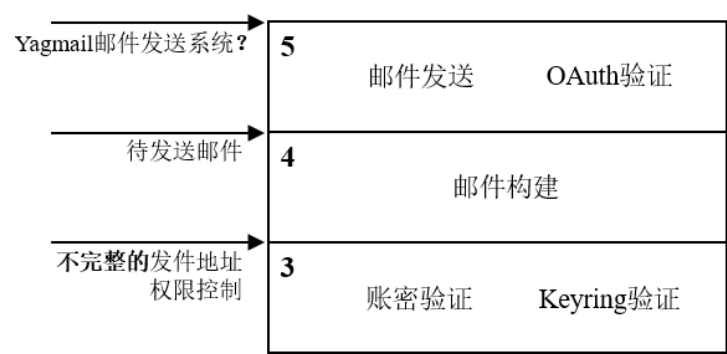 Yagmail邮件发送系统?
5
邮件发送 OAuth验证
待发送邮件
4
邮件构建
不完整的发件地址
权限控制
3
账密验证 Keyring验证